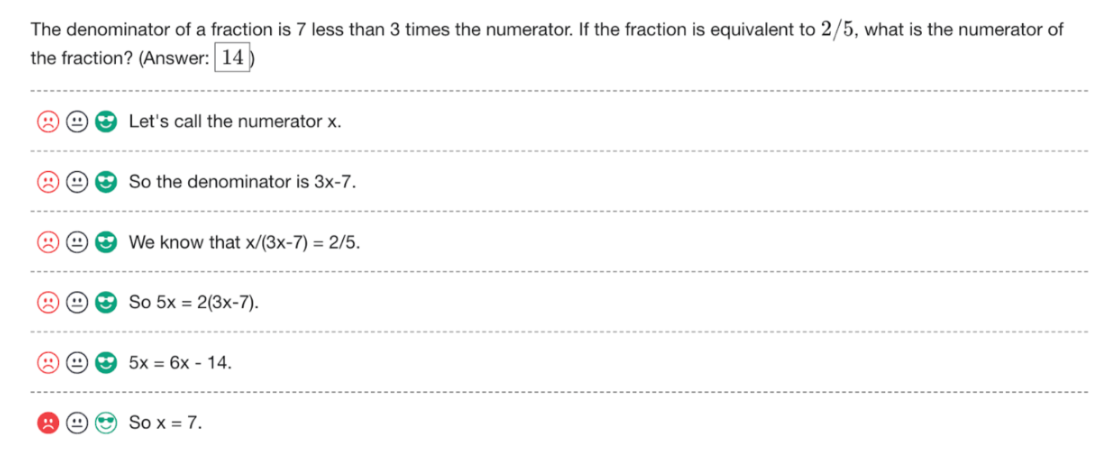 The denominator of a fraction is 7 less than 3 times the numerator. If the fraction is equivalent to 2/5, what is the numerator of
the fraction? (Answer: 14 )
Let's call the numerator x.
So the denominator is 3x-7.
We know that x/(3x-7) = 2/5.
So 5x = 2(3x-7).
5x = 6x - 14.
So x = 7.